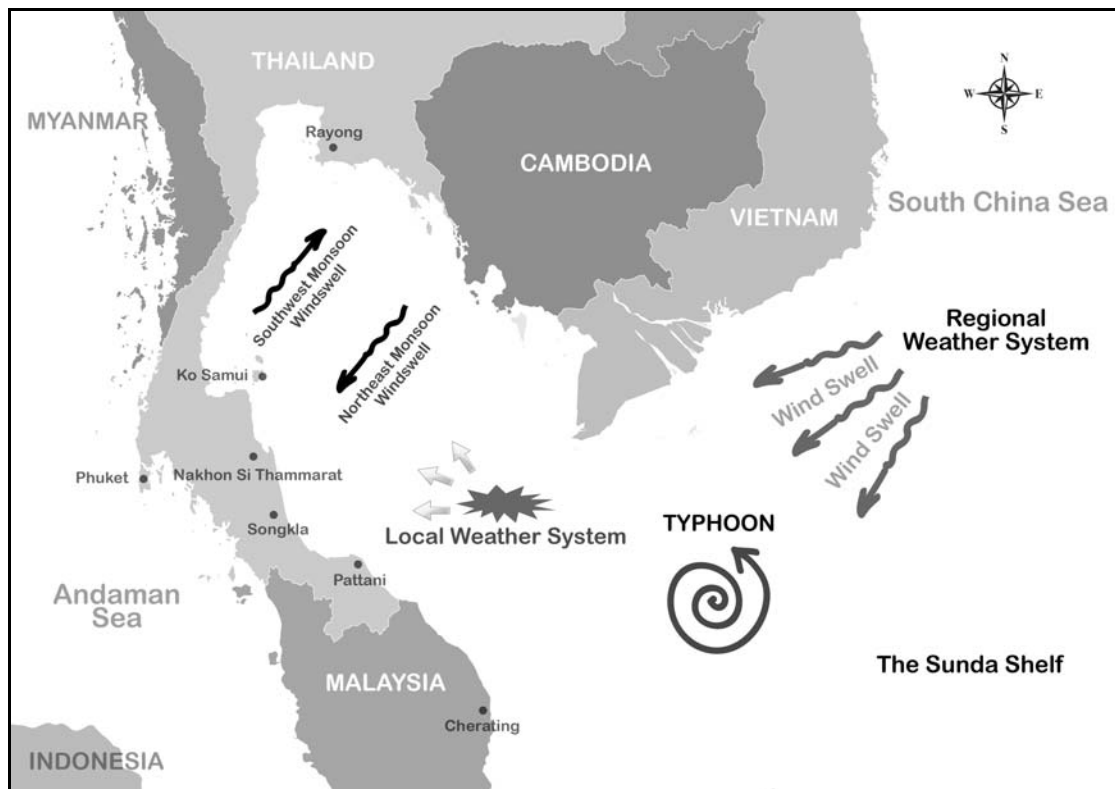 THAILAND
N
W
E
S
MYANMAR
Rayong
CAMBODIA
South China Sea
VIETNAM
Southwest Monsoon
Windswell
Northeast Monsoon
Windswell
Regional
Weather System
Wind Swell
Wind Swell
Ko Samui
Phuket
Nakhon Si Thammarat
Songkla
Local Weather System
TYPHOON
Pattani
Andaman
Sea
The Sunda Shelf
MALAYSIA
Cherating
INDONESIA